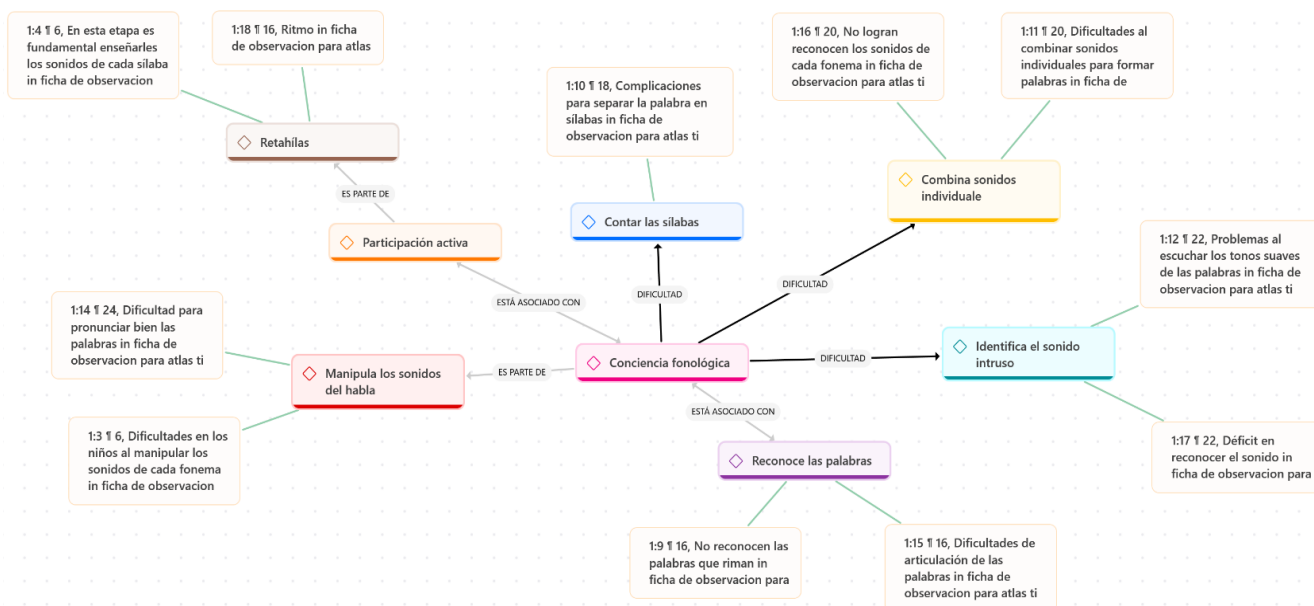 1:4 ¶ 6, En esta etapa es
fundamental enseñarles
los sonidos de cada sílaba
in ficha de observacion
1:18 ¶ 16, Ritmo in ficha
de observacion para atlas
1:10 ¶ 18, Complicaciones
para separar la palabra en
sílabas in ficha de
observacion para atlas ti
1:16 ¶ 20, No logran
reconocen los sonidos de
cada fonema in ficha de
observacion para atlas ti
1:11 ¶ 20, Dificultades al
combinar sonidos
individuales para formar
palabras in ficha de
Retahílas
Combina sonidos
individuale
ES PARTE DE
Contar las sílabas
Participación activa
1:12 ¶ 22, Problemas al
escuchar los tonos suaves
de las palabras in ficha de
observacion para atlas ti
DIFICULTAD
DIFICULTAD
ESTÁ ASOCIADO CON
1:14 ¶ 24, Dificultad para
pronunciar bien las
palabras in ficha de
observacion para atlas ti
Identifica el sonido
intruso
DIFICULTAD
Conciencia fonológica
ES PARTE DE
Manipula los sonidos
del habla
ESTÁ ASOCIADO CON
1:3 ¶ 6, Dificultades en los
niños al manipular los
sonidos de cada fonema
in ficha de observacion
1:17 ¶ 22, Déficit en
reconocer el sonido in
ficha de observacion para
Reconoce las palabras
1:9 ¶ 16, No reconocen las
palabras que riman in
ficha de observacion para
1:15 ¶ 16, Dificultades de
articulación de las
palabras in ficha de
observacion para atlas ti